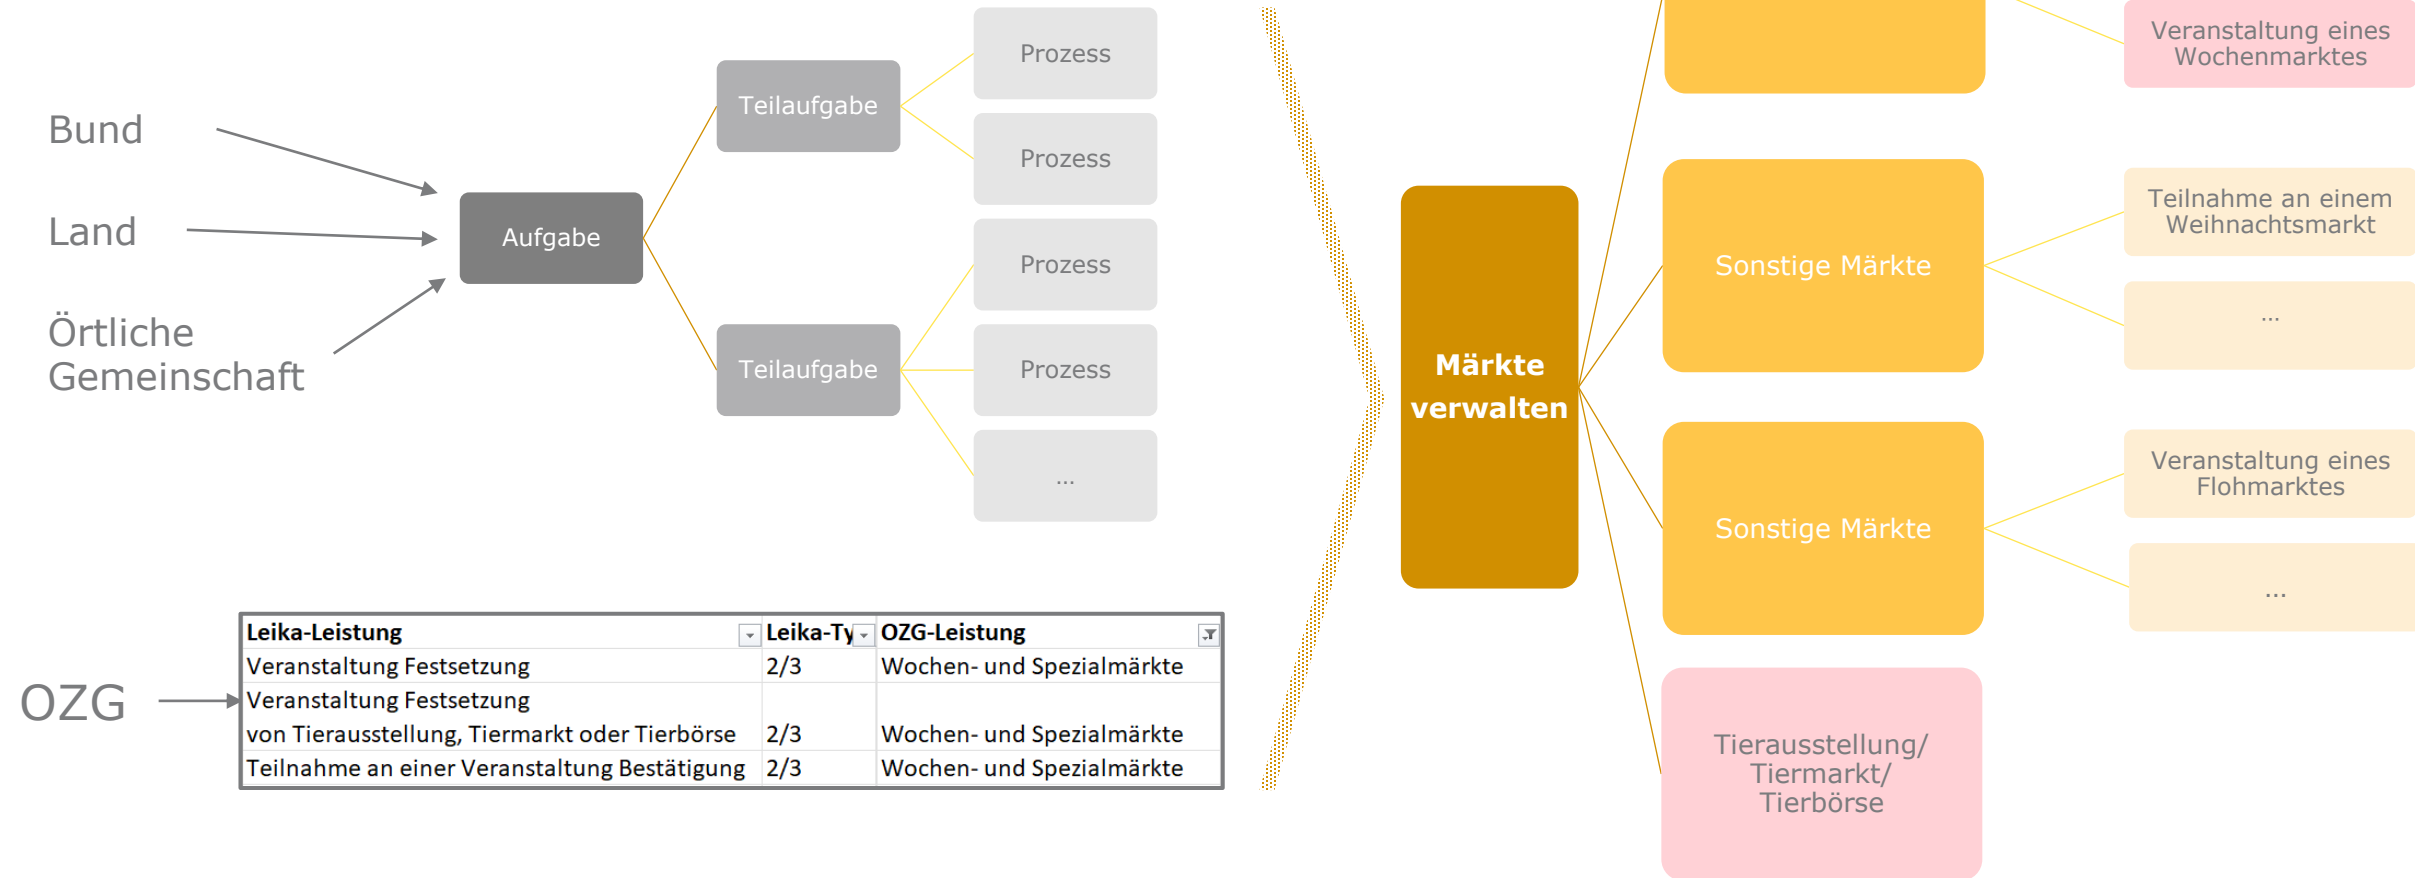 Bund
Land
Örtliche
Gemeinschaft
Aufgabe
Teilaufgabe
Teilaufgabe
Prozess
Prozess
Prozess
Prozess
...
OZG
Leika-Leistung Leika-Ty OZG-Leistung
Veranstaltung Festsetzung 2/3 Wochen- und Spezialmärkte
Veranstaltung Festsetzung
von Tierausstellung, Tiermarkt oder Tierbörse 2/3 Wochen- und Spezialmärkte
Teilnahme an einer Veranstaltung Bestätigung 2/3 Wochen- und Spezialmärkte
Märkte
verwalten
Veranstaltung eines
Wochenmarktes
Sonstige Märkte
Teilnahme an einem
Weihnachtsmarkt
...
Sonstige Märkte
Veranstaltung eines
Flohmarktes
...
Tierausstellung/
Tiermarkt/
Tierbörse